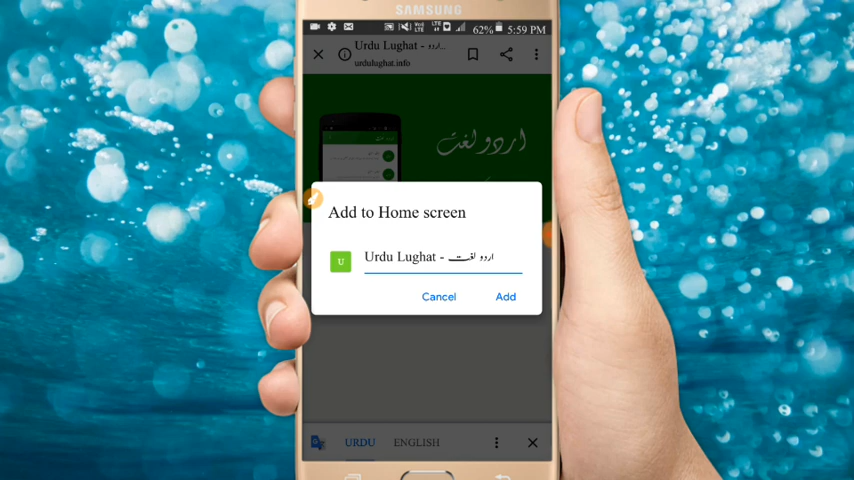 SAMSUNG
62% 5:59 PM
Urdu Lughat - اردو...
urdulughat.info
اردو لغت
Add to Home screen
U
Urdu Lughat - اردو لغت
Cancel
Add
URDU
ENGLISH